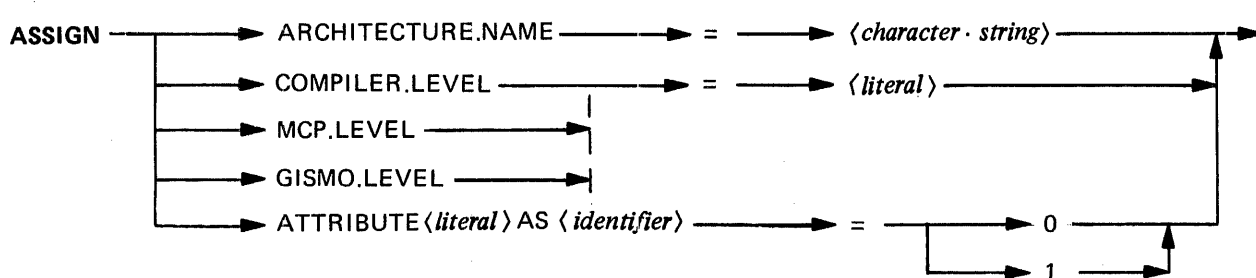 ASSIGN ARCHITECTURE.NAME = ⟨character · string⟩
COMPILER.LEVEL = ⟨literal⟩
MCP.LEVEL
GISMO.LEVEL
ATTRIBUTE⟨literal⟩AS ⟨identifier⟩ = 0
1